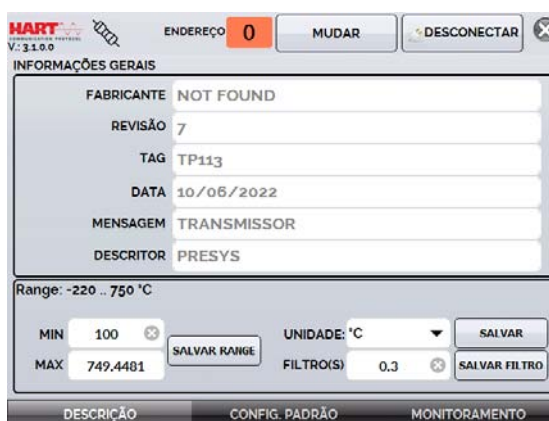 HART
COMMUNICATION PROTOCOL
V.: 3.1.0.0
ENDEREÇO 0 MUDAR DESCONECTAR
INFORMAÇÕES GERAIS
FABRICANTE NOT FOUND
REVISÃO 7
TAG TP113
DATA 10/06/2022
MENSAGEM TRANSMISSOR
DESCRITOR PRESYS
Range: -220 .. 750 °C
MIN 100 SALVAR RANGE UNIDADE: °C SALVAR
MAX 749.4481 FILTRO(S) 0.3 SALVAR FILTRO
DESCRIÇÃO CONFIG. PADRÃO MONITORAMENTO